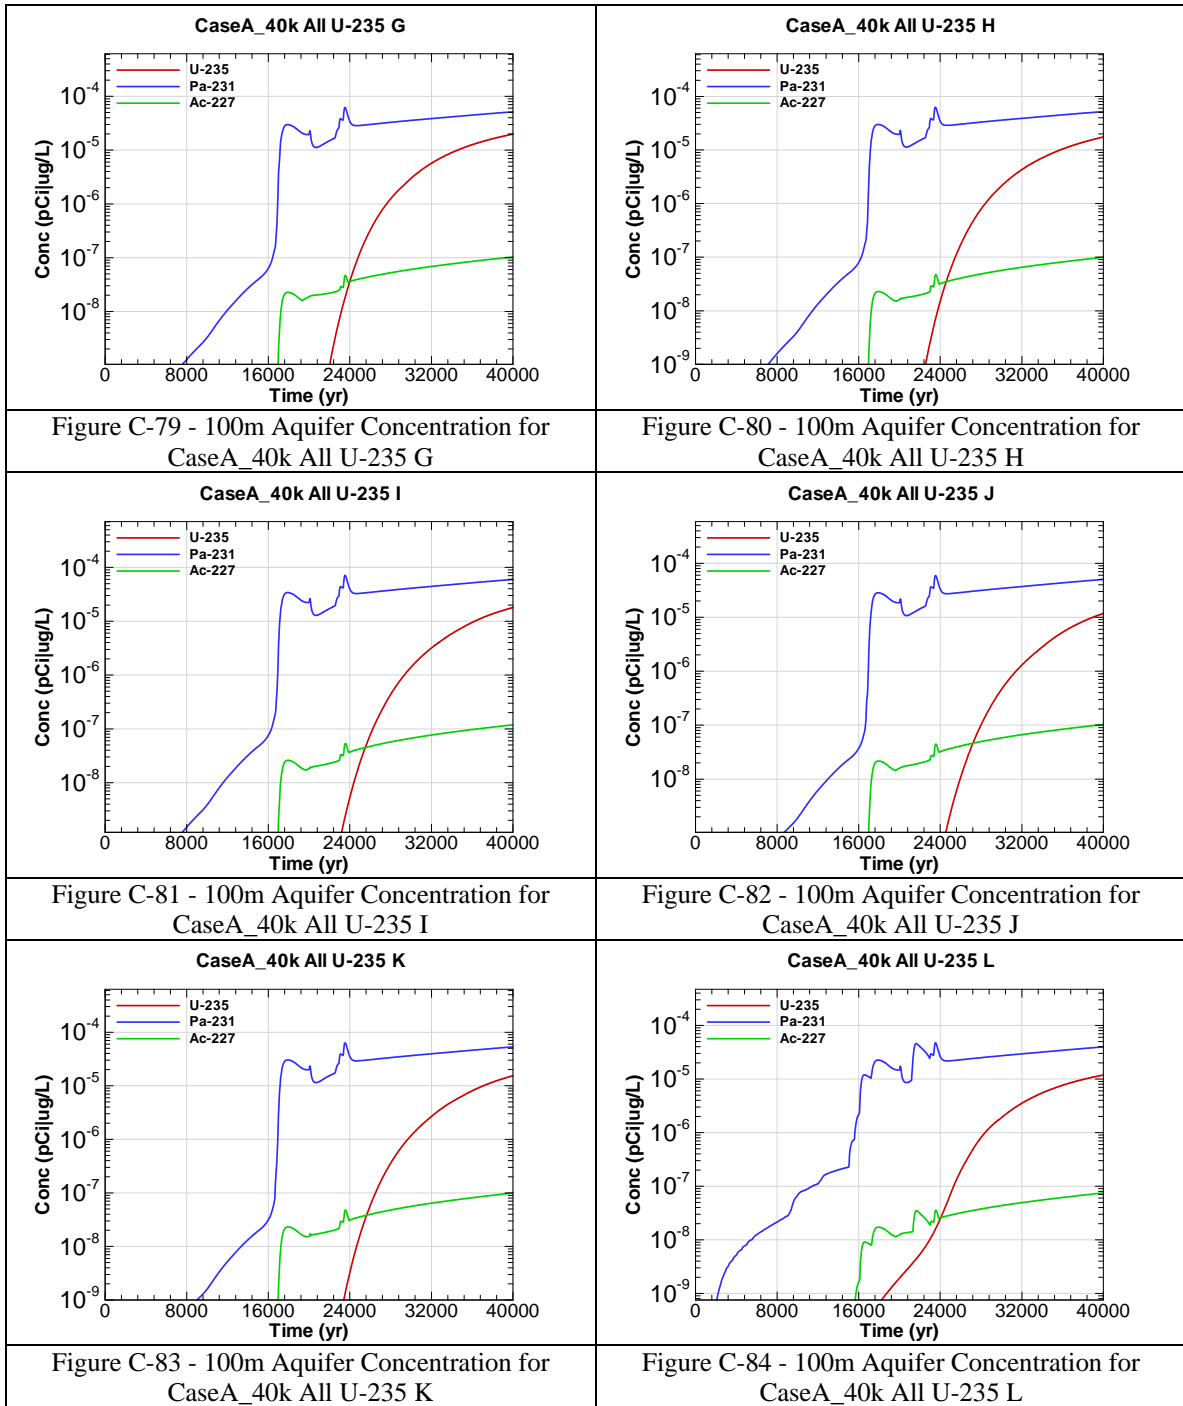 CaseA_40k All U-235 G
U-235
Pa-231
Ac-227
10-4
10-5
10-6
10-7
10-8
Conc (pCi|ug/L)
0 8000 16000 24000 32000 40000
Time (yr)
Figure C-79 - 100m Aquifer Concentration for
CaseA_40k All U-235 G
CaseA_40k All U-235 H
U-235
Pa-231
Ac-227
10-4
10-5
10-6
10-7
10-8
10-9
Conc (pCi|ug/L)
0 8000 16000 24000 32000 40000
Time (yr)
Figure C-80 - 100m Aquifer Concentration for
CaseA_40k All U-235 H
CaseA_40k All U-235 I
U-235
Pa-231
Ac-227
10-4
10-5
10-6
10-7
10-8
Conc (pCi|ug/L)
0 8000 16000 24000 32000 40000
Time (yr)
Figure C-81 - 100m Aquifer Concentration for
CaseA_40k All U-235 I
CaseA_40k All U-235 J
U-235
Pa-231
Ac-227
10-4
10-5
10-6
10-7
10-8
Conc (pCi|ug/L)
0 8000 16000 24000 32000 40000
Time (yr)
Figure C-82 - 100m Aquifer Concentration for
CaseA_40k All U-235 J
CaseA_40k All U-235 K
U-235
Pa-231
Ac-227
10-4
10-5
10-6
10-7
10-8
10-9
Conc (pCi|ug/L)
0 8000 16000 24000 32000 40000
Time (yr)
Figure C-83 - 100m Aquifer Concentration for
CaseA_40k All U-235 K
CaseA_40k All U-235 L
U-235
Pa-231
Ac-227
10-4
10-5
10-6
10-7
10-8
10-9
Conc (pCi|ug/L)
0 8000 16000 24000 32000 40000
Time (yr)
Figure C-84 - 100m Aquifer Concentration for
CaseA_40k All U-235 L